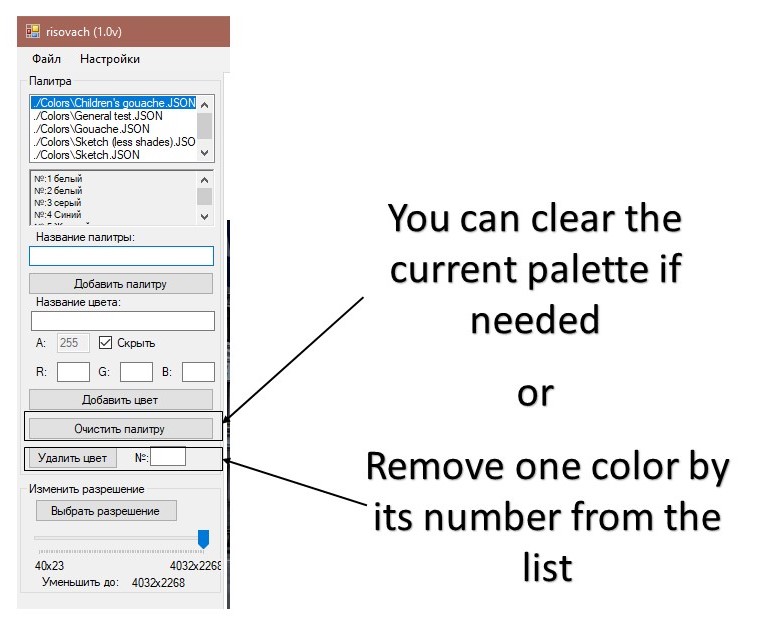 risovach (1.0v)
Файл Настройки
Палитра
./Colors\Children's gouache.JSON
./Colors\General test.JSON
./Colors\Gouache.JSON
./Colors\Sketch (less shades).JSO
./Colors\Sketch.JSON
№:1 белый
№:2 белый
№:3 серый
№:4 Синий
Название палитры:
Добавить палитру
Название цвета:
A: 255 Скрыть
R: G: B:
Добавить цвет
Очистить палитру
Удалить цвет №:
Изменить разрешение
Выбрать разрешение
40x23 4032x2268
Уменьшить до: 4032x2268
You can clear the
current palette if
needed
or
Remove one color by
its number from the
list